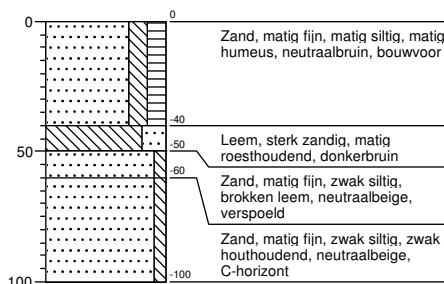 0
0
Zand, matig fijn, matig siltig, matig
humeus, neutraalbruin, bouwvoor
-40
Leem, sterk zandig, matig
roesthoudend, donkerbruin
50
-50
Zand, matig fijn, zwak siltig,
brokken leem, neutraalbeige,
verspoeld
-60
Zand, matig fijn, zwak siltig, zwak
houthoudend, neutraalbeige,
C-horizont
100
-100